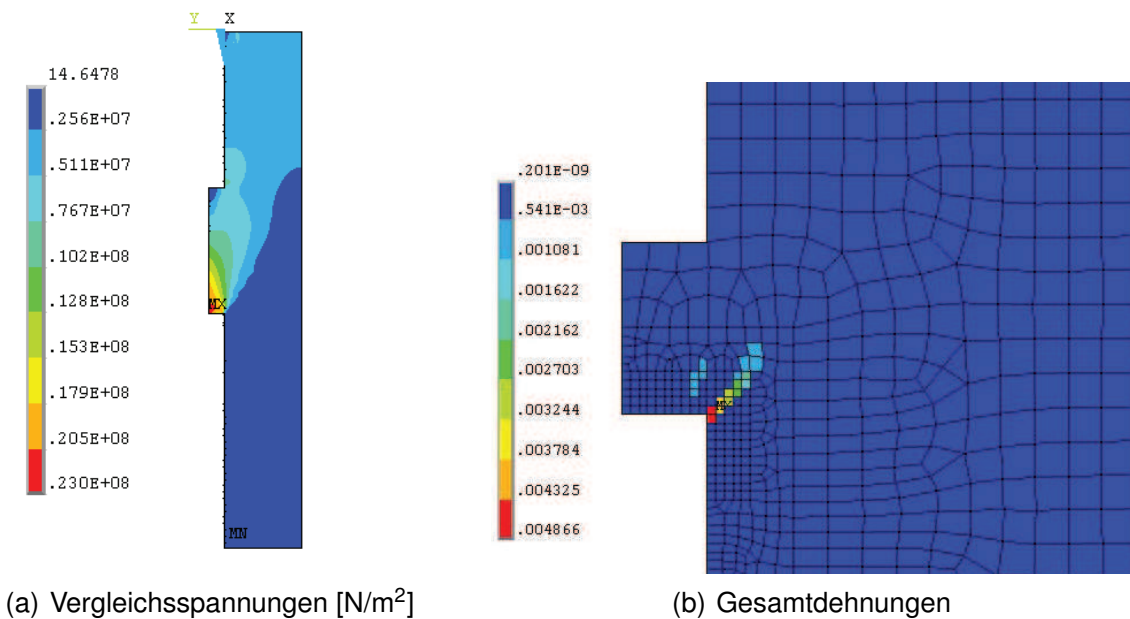 Y X
14.6478
.256E+07
.511E+07
.767E+07
.102E+08
.128E+08
.153E+08
.179E+08
.205E+08
.230E+08
MX
MN
.201E-09
.541E-03
.001081
.001622
.002162
.002703
.003244
.003784
.004325
.004866
MX
(a) Vergleichsspannungen [N/m²]
(b) Gesamtdehnungen